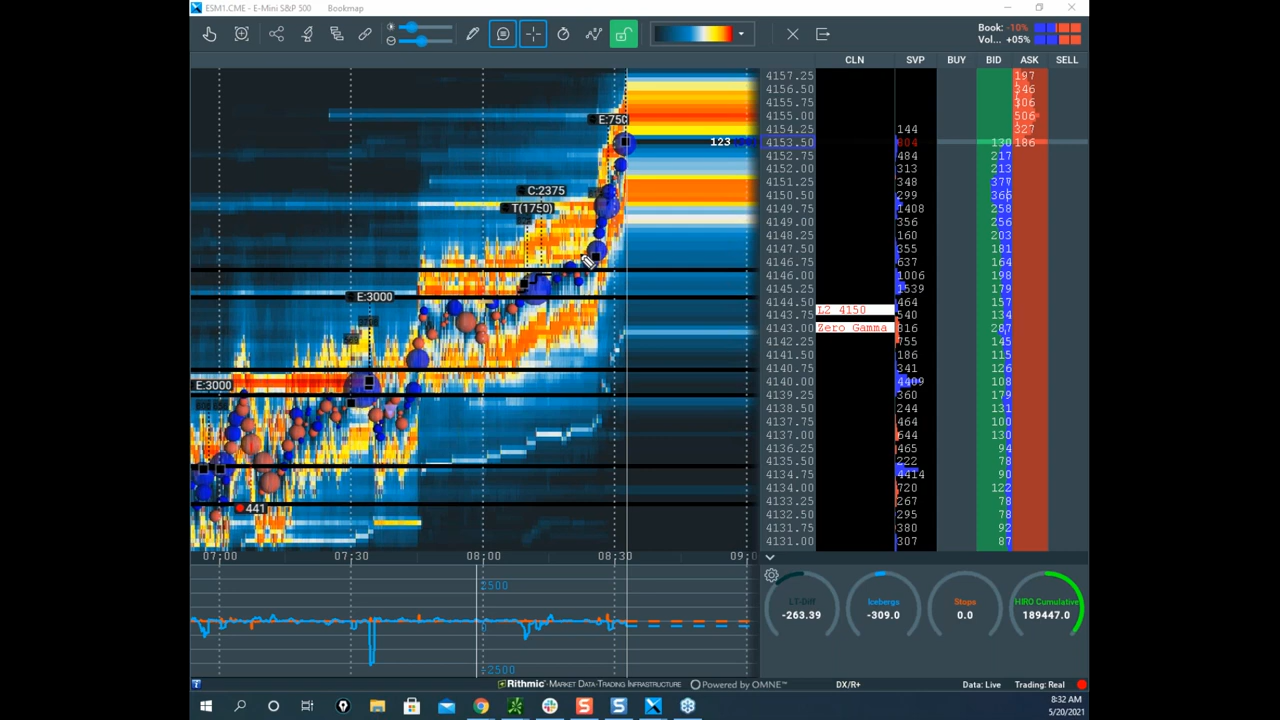 ESM1.CME - E-Mini S&P 500 Bookmap
Book: -10%
Vol... +05%
CLN SVP BUY BID ASK SELL
4157.25 197
4156.50 346
4155.75 306
4155.00 506
4154.25 144 327
4153.50 804 130 186
4152.75 484 217
4152.00 313 213
4151.25 348 377
4150.50 299 366
4149.75 1408 258
4149.00 356 256
4148.25 160 203
4147.50 355 181
4146.75 637 164
4146.00 1006 198
4145.25 1539 179
4144.50 464 157
4143.75 L2 4150 540 134
4143.00 Zero Gamma 816 287
4142.25 755 145
4141.50 186 115
4140.75 341 126
4140.00 4409 108
4139.25 360 179
4138.50 244 131
4137.75 464 100
4137.00 644 130
4136.25 465 94
4135.50 222 78
4134.75 4414 90
4134.00 720 122
4133.25 267 78
4132.50 295 78
4131.75 380 92
4131.00 307 87
E:750
123
C:2375
T(1750)
E:3000
E:3000
441
07:00 07:30 08:00 08:30 09:0
2500
-2500
LT-Diff
-263.39
Icebergs
-309.0
Stops
0.0
HIRO Cumulative
189447.0
Rithmic - Market Data-Trading Infrastructure Powered by OMNE™
DX/R+
Data: Live
Trading: Real
8:32 AM
5/20/2021